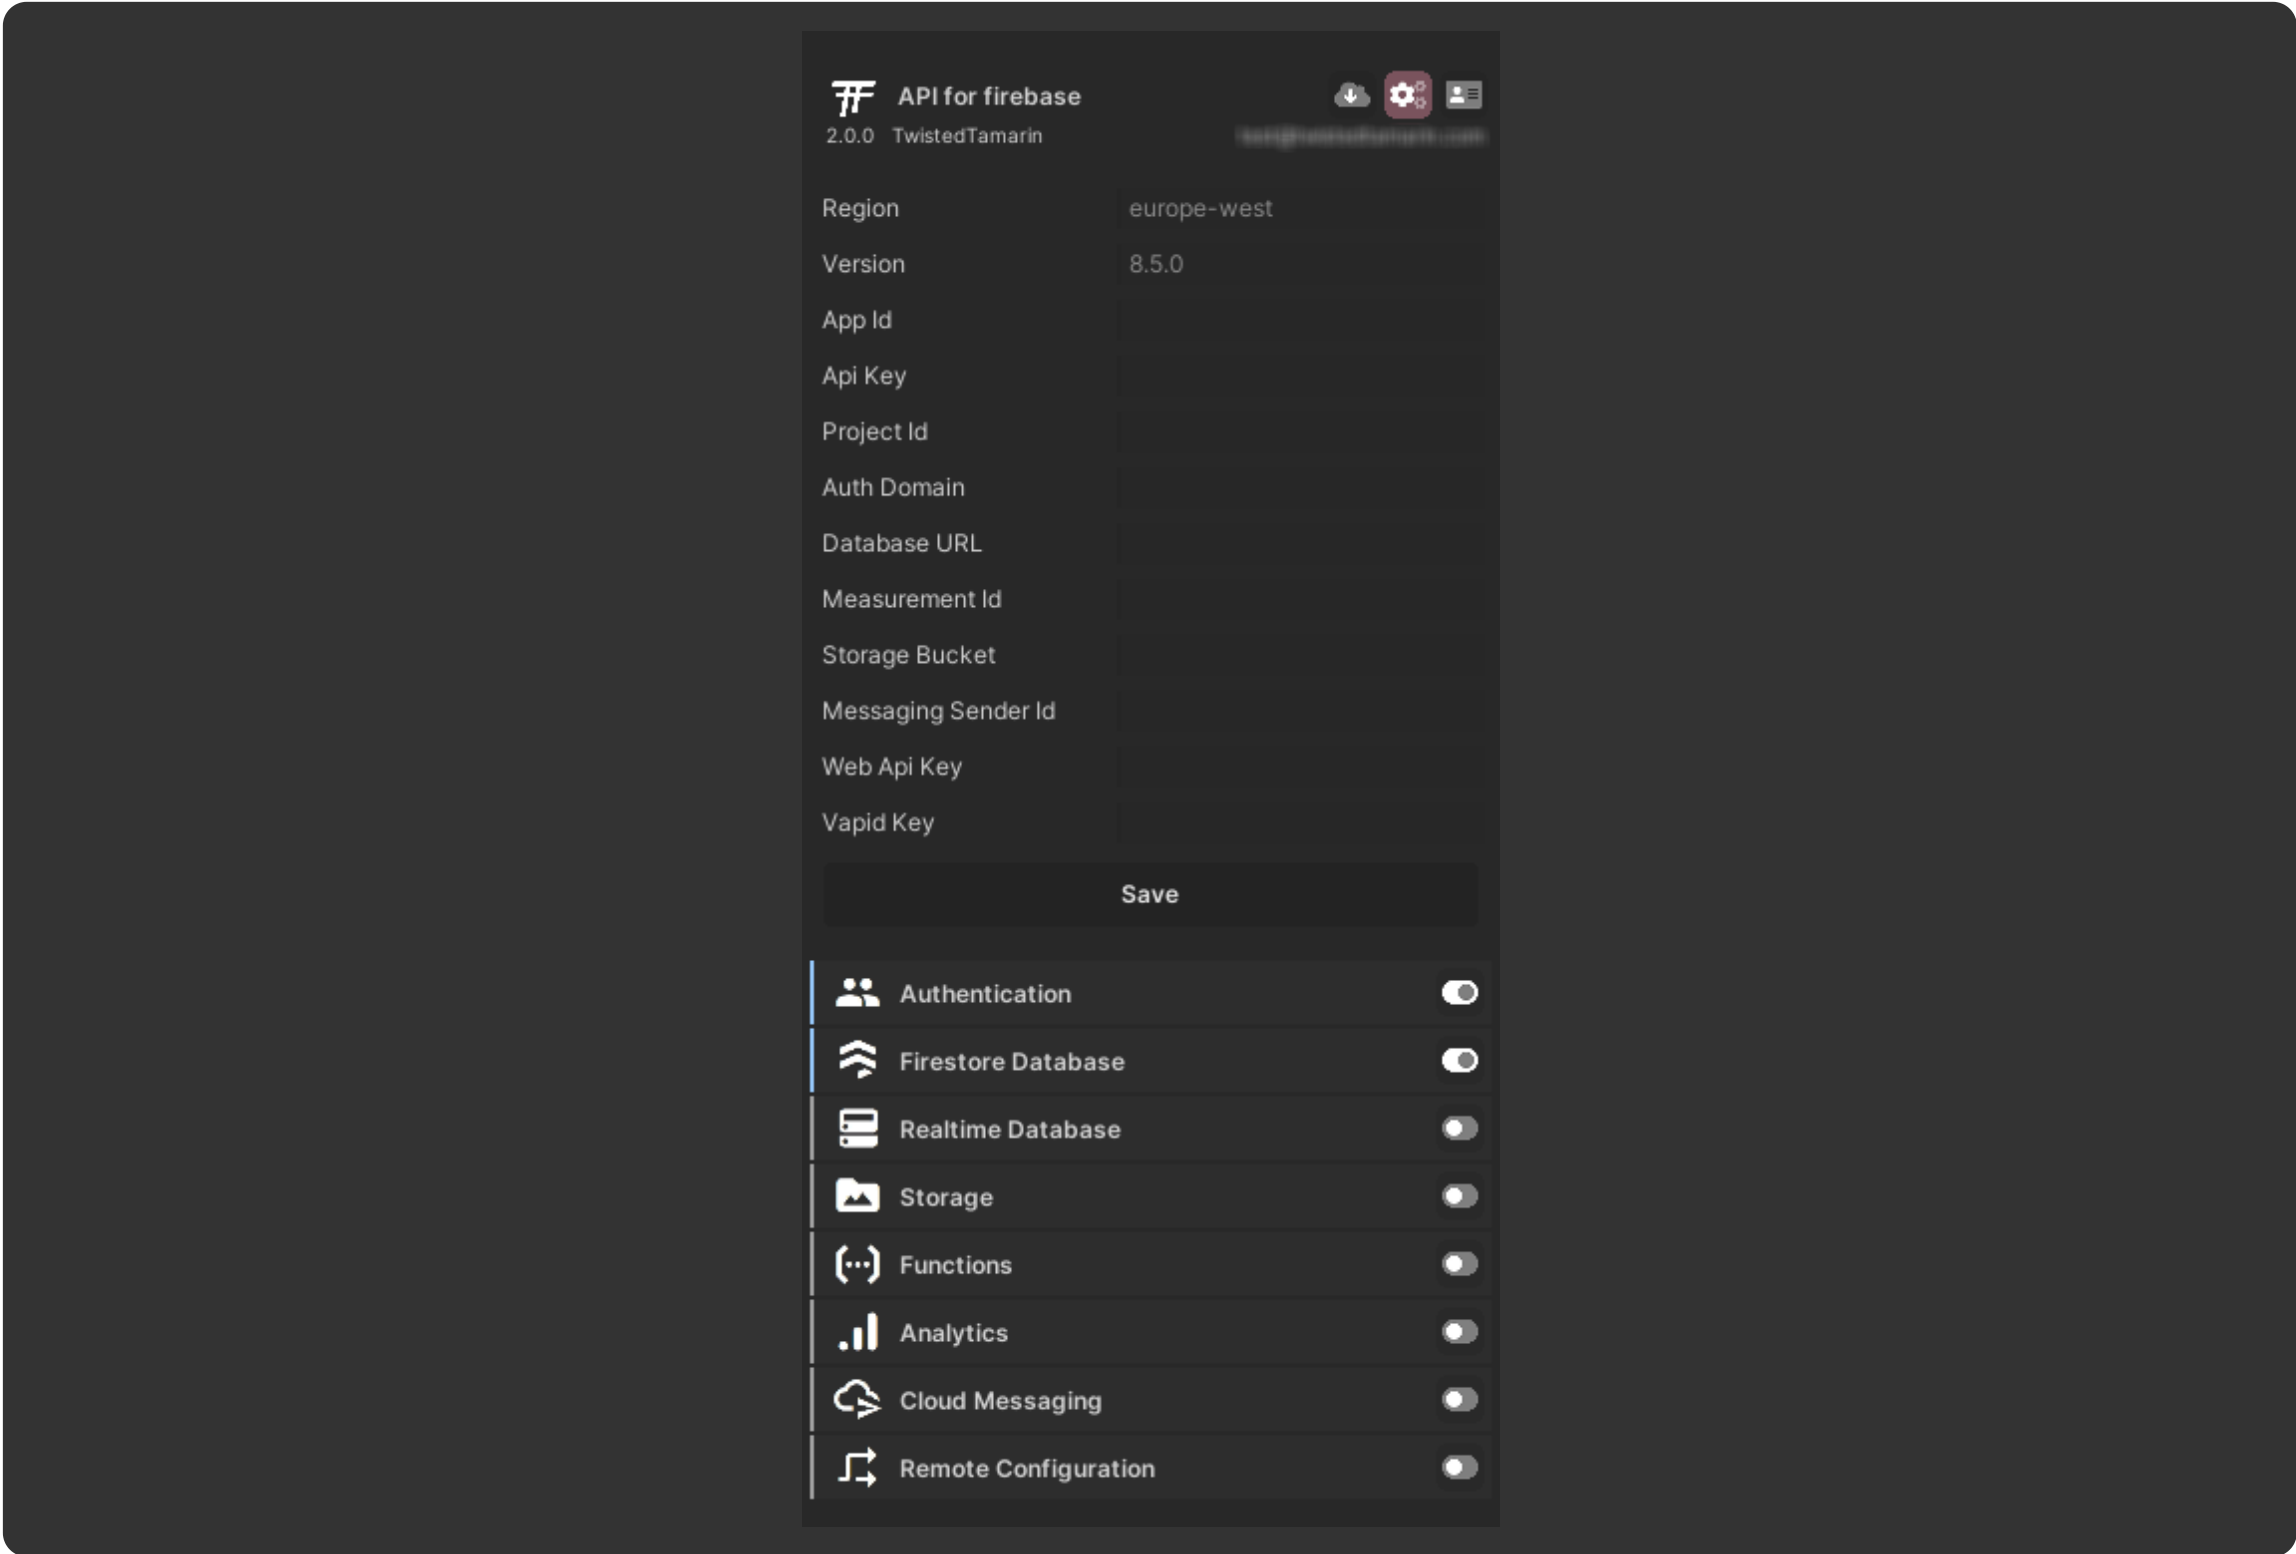 API for firebase
2.0.0 TwistedTamarin
Region europe-west
Version 8.5.0
App Id
Api Key
Project Id
Auth Domain
Database URL
Measurement Id
Storage Bucket
Messaging Sender Id
Web Api Key
Vapid Key
Save
Authentication
Firestore Database
Realtime Database
Storage
Functions
Analytics
Cloud Messaging
Remote Configuration